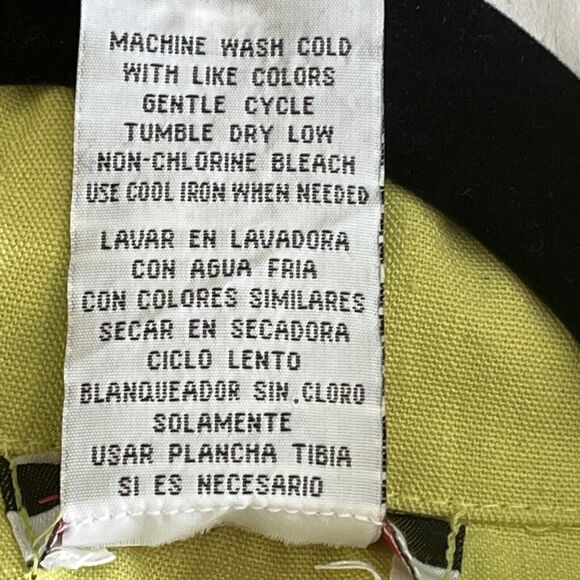 MACHINE WASH COLD
WITH LIKE COLORS
GENTLE CYCLE
TUMBLE DRY LOW
NON-CHLORINE BLEACH
USE COOL IRON WHEN NEEDED
LAVAR EN LAVADORA
CON AGUA FRIA
CON COLORES SIMILARES
SECAR EN SECADORA
CICLO LENTO
BLANQUEADOR SIN.CLORO
SOLAMENTE
USAR PLANCHA TIBIA
SI ES NECESARIO